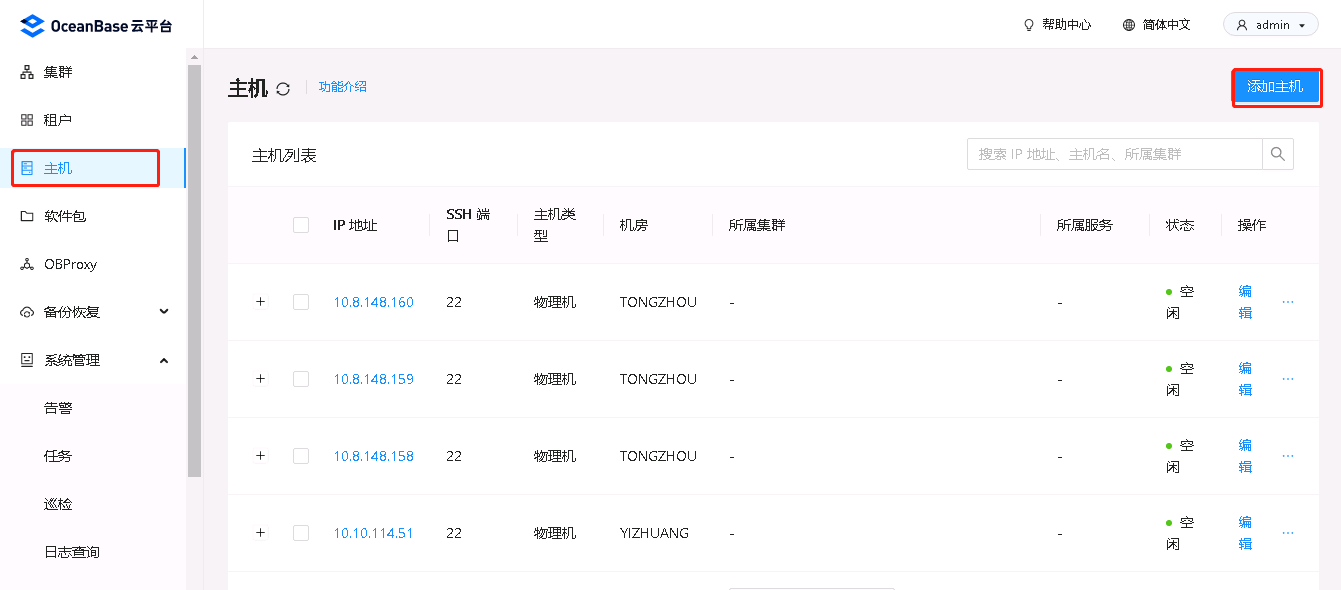 OceanBase 云平台
帮助中心
简体中文
admin
集群
租户
主机
软件包
OBProxy
备份恢复
系统管理
告警
任务
巡检
日志查询
主机
功能介绍
添加主机
主机列表
搜索 IP 地址、主机名、所属集群
IP 地址
SSH 端
口
主机类
型
机房
所属集群
所属服务
状态
操作
+ 10.8.148.160 22 物理机 TONGZHOU - - 空 编 ...
闲 辑
+ 10.8.148.159 22 物理机 TONGZHOU - - 空 编 ...
闲 辑
+ 10.8.148.158 22 物理机 TONGZHOU - - 空 编 ...
闲 辑
+ 10.10.114.51 22 物理机 YIZHUANG - - 空 编 ...
闲 辑